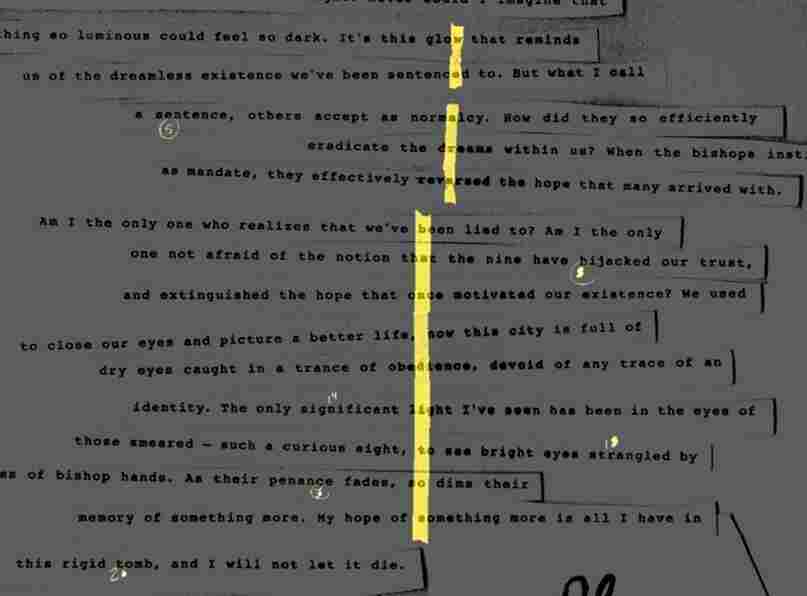 never could I imagine that
thing so luminous could feel so dark. It's this glow that reminds
us of the dreamless existence we've been sentenced to. But what I call
a sentence, others accept as normalcy. How did they so efficiently
eradicate the dreams within us? When the bishops inst
as mandate, they effectively reversed the hope that many arrived with.
Am I the only one who realizes that we've been lied to? Am I the only
one not afraid of the notion that the nine have hijacked our trust,
and extinguished the hope that once motivated our existence? We used
to close our eyes and picture a better life, now this city is full of
dry eyes caught in a trance of obedience, devoid of any trace of an
identity. The only significant light I've seen has been in the eyes of
those smeared – such a curious sight, to see bright eyes strangled by
ss of bishop hands. As their penance fades, so dims their
memory of something more. My hope of something more is all I have in
this rigid tomb, and I will not let it die.